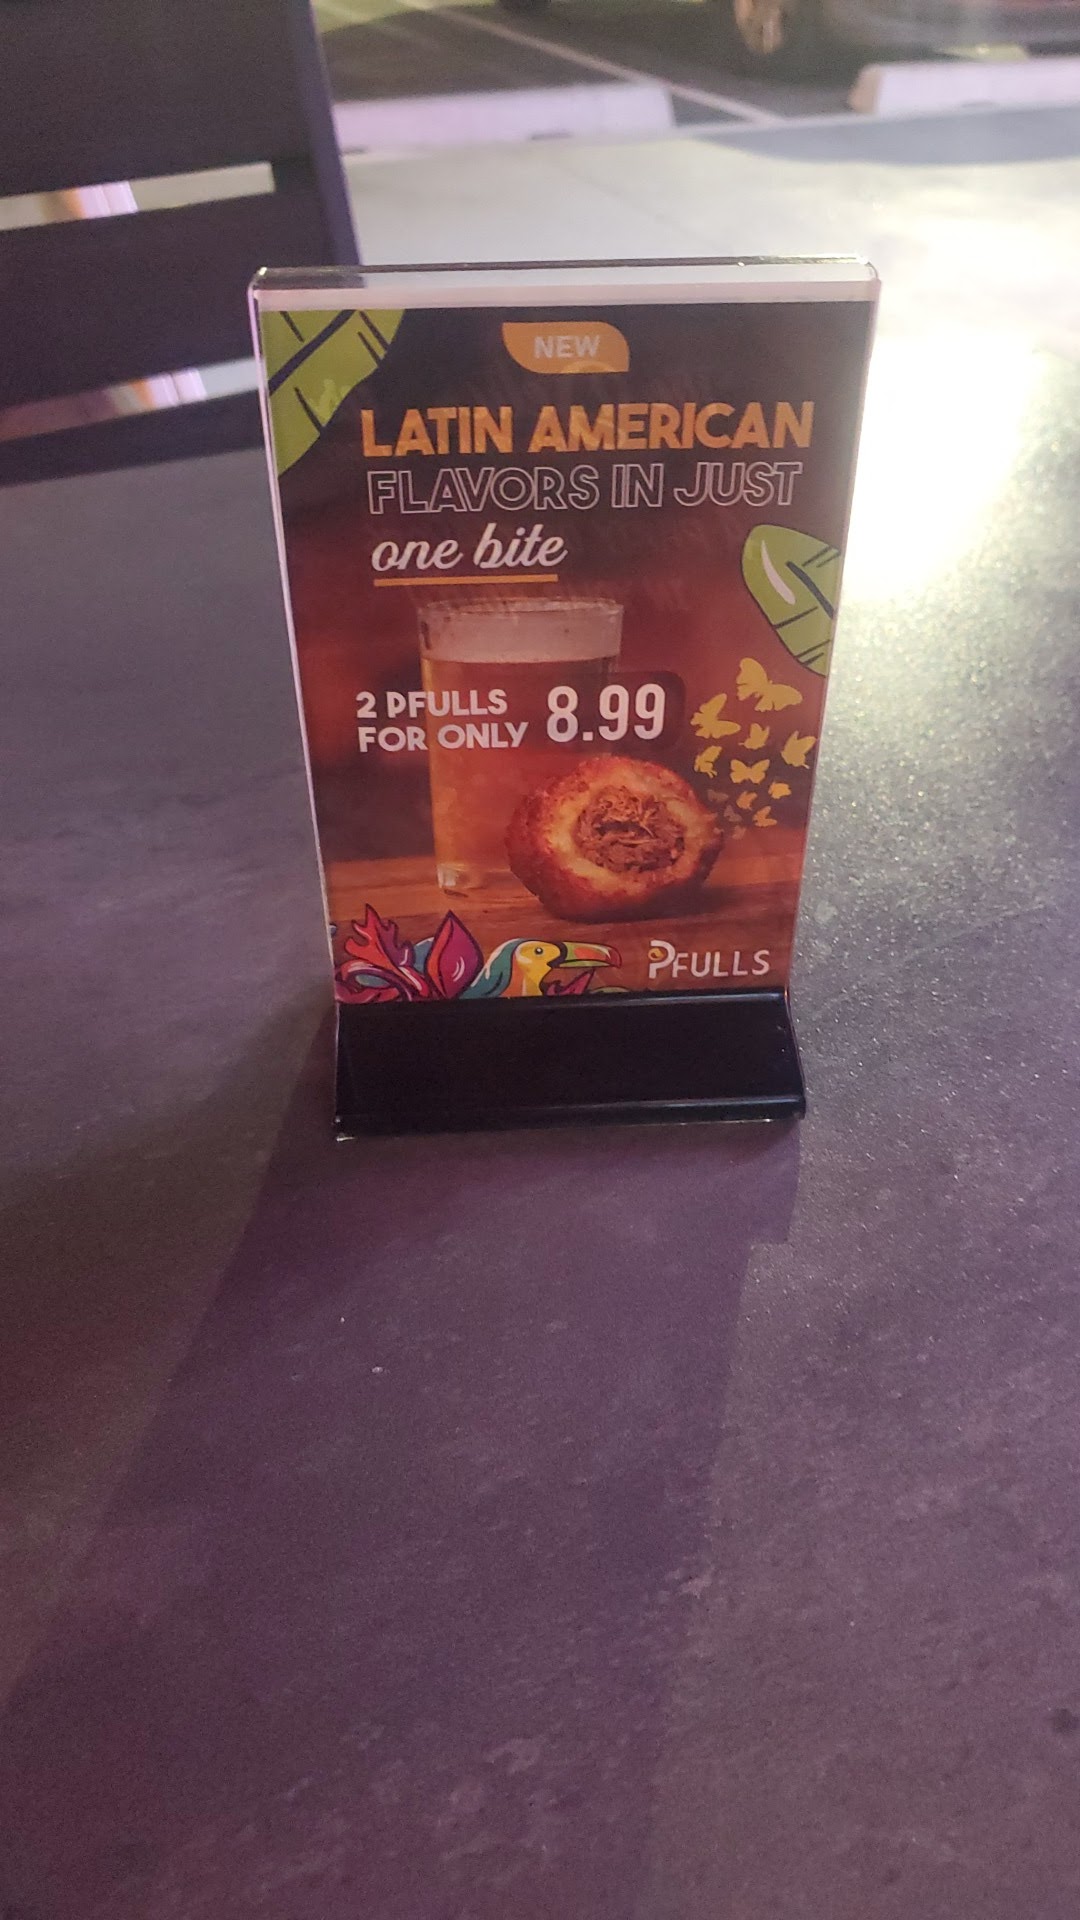 NEW
LATIN AMERICAN
FLAVORS IN JUST
one bite
2 PFULLS
FOR ONLY 8.99
PFULLS